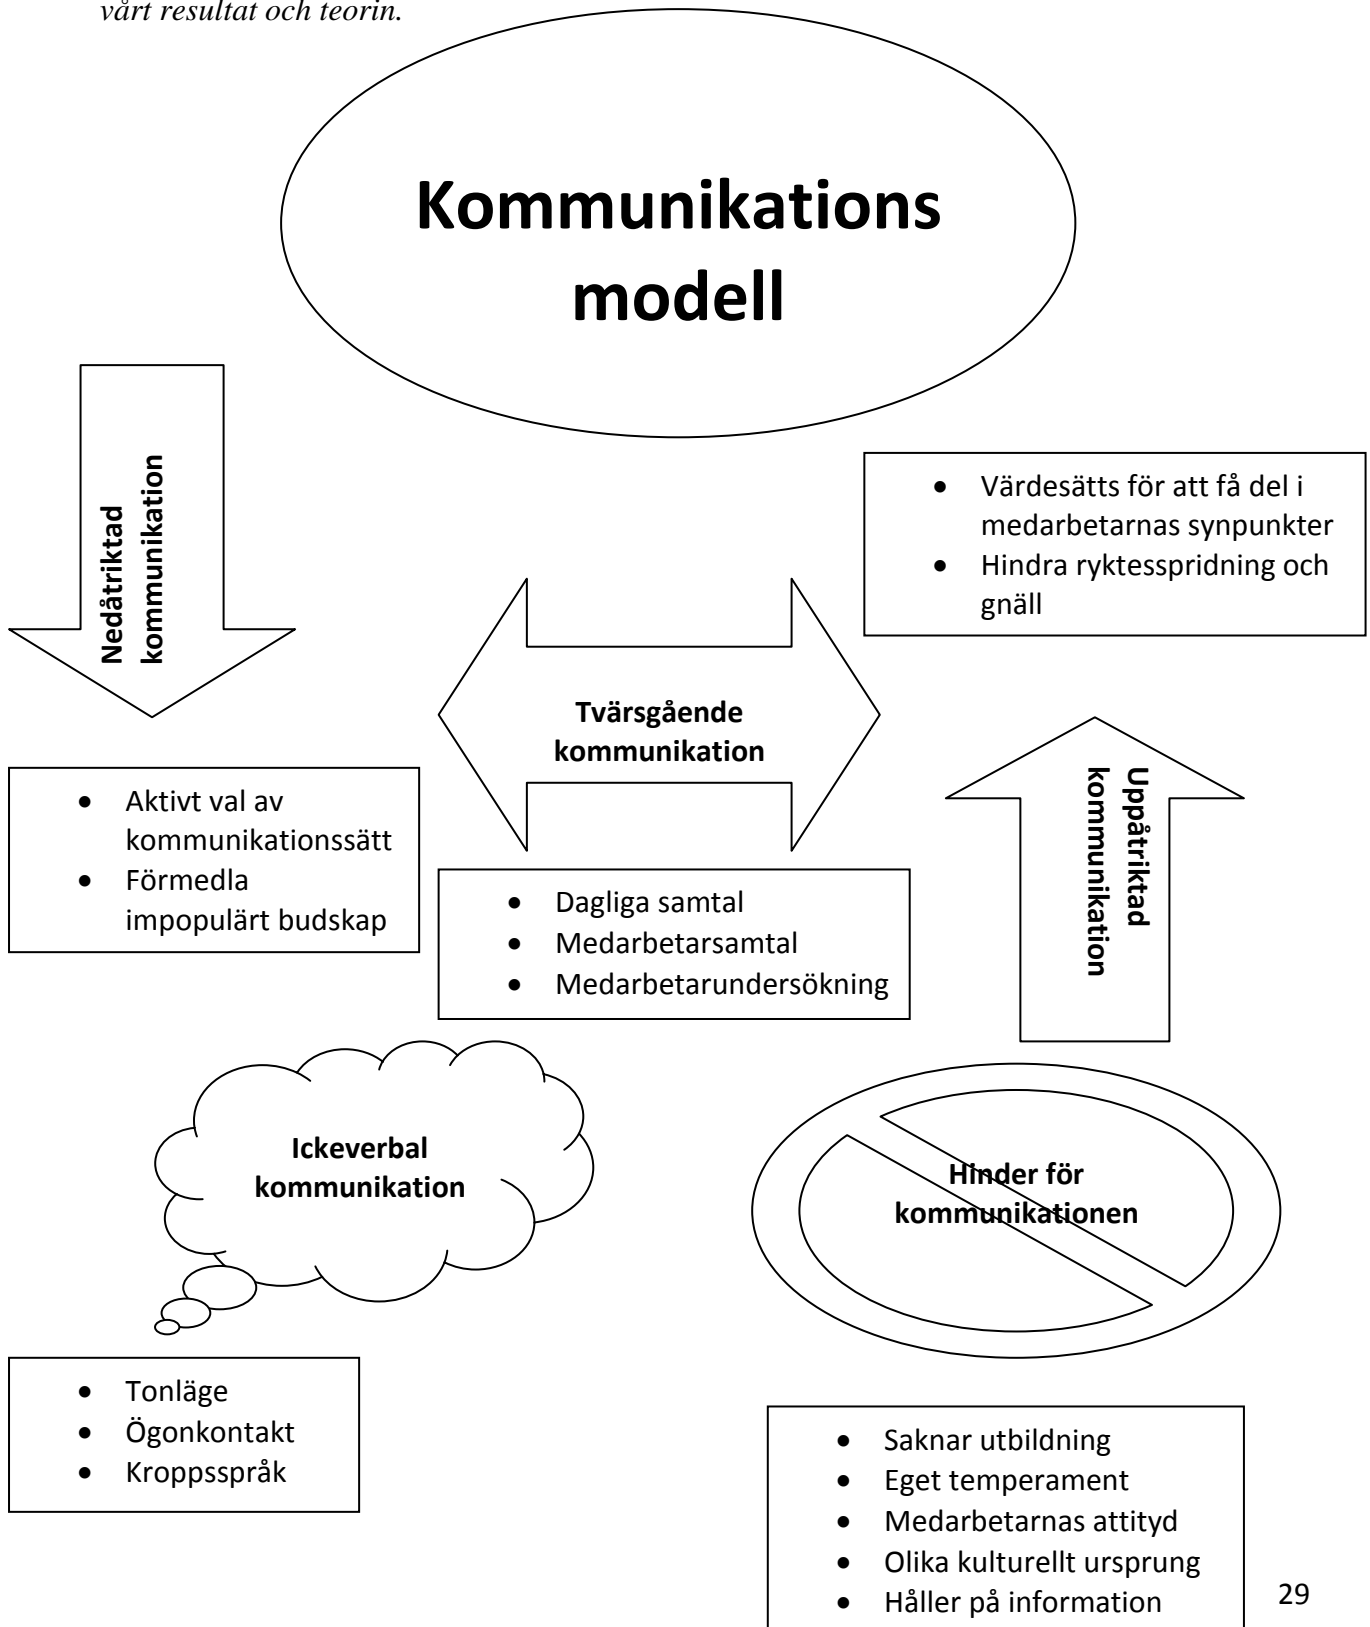 vårt resultat och teorin.
Kommunikations
modell
Nedåtriktad
kommunikation
• Värdesätts för att få del i
medarbetarnas synpunkter
• Hindra ryktesspridning och
gnäll
Tvärsgående
kommunikation
Uppåtriktad
kommunikation
• Aktivt val av
kommunikationssätt
• Förmedla
impopulärt budskap
• Dagliga samtal
• Medarbetarsamtal
• Medarbetarundersökning
Ickeverbal
kommunikation
Hinder för
kommunikationen
• Tonläge
• Ögonkontakt
• Kroppsspråk
• Saknar utbildning
• Eget temperament
• Medarbetarnas attityd
• Olika kulturellt ursprung
• Håller på information
29